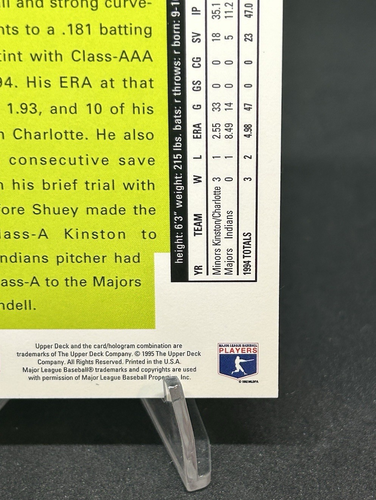 ll and strong curve-
nts to a .181 batting
tint with Class-AAA
94. His ERA at that
1.93, and 10 of his
n Charlotte. He also
consecutive save
n his brief trial with
ore Shuey made the
lass-A Kinston to
Indians pitcher had
lass-A to the Majors
ndell.
height: 6'3" weight: 215 lbs. bats: r throws: r born: 9-1
YR TEAM W L ERA G GS CG SV IP
Minors Kinston/Charlotte 3 1 2.55 33 0 0 18 35.1
Majors Indians 0 1 8.49 14 0 0 5 11.2
1994 TOTALS 3 2 4.98 47 0 0 23 47.0
Upper Deck and the card/hologram combination are
trademarks of The Upper Deck Company. © 1995 The Upper Deck
Company. All Rights Reserved. Printed in the U.S.A.
Major League Baseball® trademarks and copyrights are used
with permission of Major League Baseball Properties, Inc.
MAJOR LEAGUE BASEBALL
PLAYERS
© MLBPA